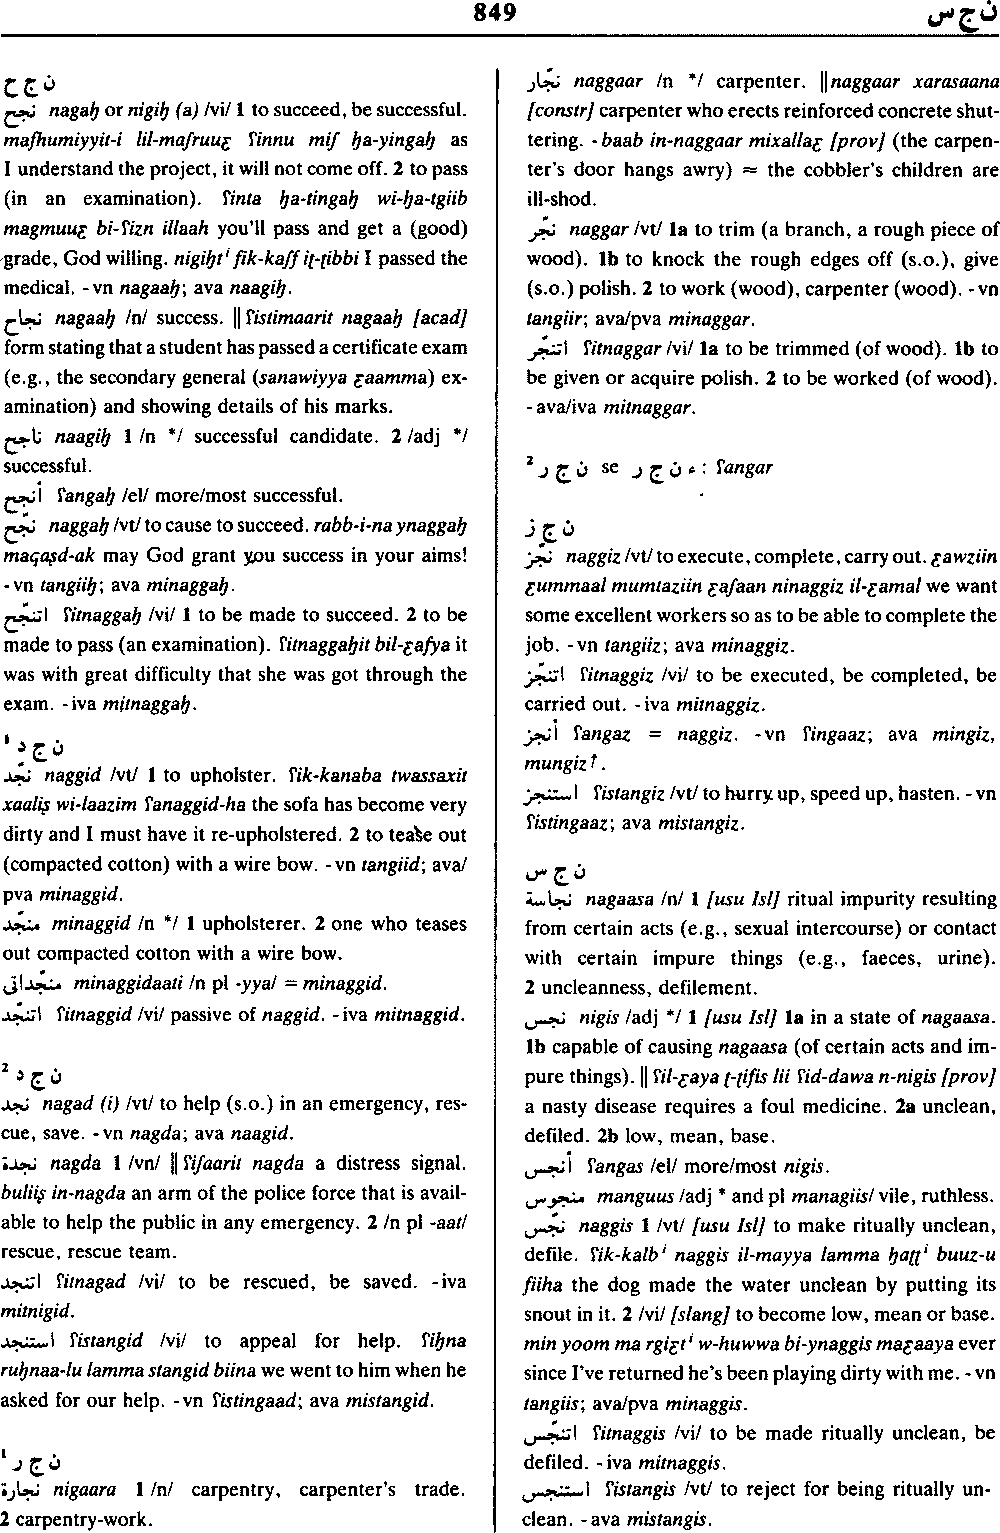 849
ن ج س
ن ج ح
نجح nagaḥ or nigiḥ (a) /vi/ 1 to succeed, be successful.
mafhumiyyit-i lil-maʃruuɛ ʔinnu miʃ ḥa-yingaḥ as
I understand the project, it will not come off. 2 to pass
(in an examination). ʔinta ḥa-tingaḥ wi-ḥa-tgiib
magmuuɛ bi-ʔizn illaah you'll pass and get a (good)
grade, God willing. nigiḥtⁱ fik-kaʃf iṭ-ṭibbi I passed the
medical. -vn nagaaḥ; ava naagiḥ.
نجاح nagaaḥ /n/ success. ‖ ʔistimaarit nagaaḥ [acad]
form stating that a student has passed a certificate exam
(e.g., the secondary general (sanawiyya ɛaamma) ex-
amination) and showing details of his marks.
ناجح naagiḥ 1 /n */ successful candidate. 2 /adj */
successful.
أنجح ʔangaḥ /el/ more/most successful.
نجّح naggaḥ /vt/ to cause to succeed. rabb-i-na ynaggaḥ
maqaṣd-ak may God grant you success in your aims!
-vn tangiiḥ; ava minaggaḥ.
اتنجّح ʔitnaggaḥ /vi/ 1 to be made to succeed. 2 to be
made to pass (an examination). ʔitnaggaḥit bil-ɛafya it
was with great difficulty that she was got through the
exam. -iva mitnaggaḥ.
ن ج د ¹
نجّد naggid /vt/ 1 to upholster. ʔik-kanaba twassaxit
xaaliṣ wi-laazim ʔanaggid-ha the sofa has become very
dirty and I must have it re-upholstered. 2 to tease out
(compacted cotton) with a wire bow. -vn tangiid; ava/
pva minaggid.
منجّد minaggid /n */ 1 upholsterer. 2 one who teases
out compacted cotton with a wire bow.
منجّداتى minaggidaati /n pl -yya/ = minaggid.
اتنجّد ʔitnaggid /vi/ passive of naggid. -iva mitnaggid.
ن ج د ²
نجد nagad (i) /vt/ to help (s.o.) in an emergency, res-
cue, save. -vn nagda; ava naagid.
نجدة nagda 1 /vn/ ‖ ʔiʃaarit nagda a distress signal.
buliiṣ in-nagda an arm of the police force that is avail-
able to help the public in any emergency. 2 /n pl -aat/
rescue, rescue team.
اتنجد ʔitnagad /vi/ to be rescued, be saved. -iva
mitnigid.
استنجد ʔistangid /vi/ to appeal for help. ʔiḥna
ruḥnaa-lu lamma stangid biina we went to him when he
asked for our help. -vn ʔistingaad; ava mistangid.
ن ج ر ¹
نجارة nigaara 1 /n/ carpentry, carpenter's trade.
2 carpentry-work.
نجّار naggaar /n */ carpenter. ‖ naggaar xarasaana
[constr] carpenter who erects reinforced concrete shut-
tering. -baab in-naggaar mixallaɛ [prov] (the carpen-
ter's door hangs awry) ≈ the cobbler's children are
ill-shod.
نجّر naggar /vt/ 1a to trim (a branch, a rough piece of
wood). 1b to knock the rough edges off (s.o.), give
(s.o.) polish. 2 to work (wood), carpenter (wood). -vn
tangiir; ava/pva minaggar.
اتنجّر ʔitnaggar /vi/ 1a to be trimmed (of wood). 1b to
be given or acquire polish. 2 to be worked (of wood).
-ava/iva mitnaggar.
ن ج ر ² se ء ن ج ر : ʔangar
ن ج ز
نجّز naggiz /vt/ to execute, complete, carry out. ɛawziin
ɛummaal mumtaziin ɛaʃaan ninaggiz il-ɛamal we want
some excellent workers so as to be able to complete the
job. -vn tangiiz; ava minaggiz.
اتنجّز ʔitnaggiz /vi/ to be executed, be completed, be
carried out. -iva mitnaggiz.
أنجز ʔangaz = naggiz. -vn ʔingaaz; ava mingiz,
mungiz↑.
استنجز ʔistangiz /vt/ to hurry up, speed up, hasten. -vn
ʔistingaaz; ava mistangiz.
ن ج س
نجاسة nagaasa /n/ 1 [usu Isl] ritual impurity resulting
from certain acts (e.g., sexual intercourse) or contact
with certain impure things (e.g., faeces, urine).
2 uncleanness, defilement.
نجس nigis /adj */ 1 [usu Isl] 1a in a state of nagaasa.
1b capable of causing nagaasa (of certain acts and im-
pure things). ‖ ʔil-ɛaya ṭ-ṭifis lii ʔid-dawa n-nigis [prov]
a nasty disease requires a foul medicine. 2a unclean,
defiled. 2b low, mean, base.
أنجس ʔangas /el/ more/most nigis.
منجوس manguus /adj * and pl managiis/ vile, ruthless.
نجّس naggis 1 /vt/ [usu Isl] to make ritually unclean,
defile. ʔik-kalbⁱ naggis il-mayya lamma ḥaṭṭⁱ buuz-u
fiiha the dog made the water unclean by putting its
snout in it. 2 /vi/ [slang] to become low, mean or base.
min yoom ma rgiɛtⁱ w-huwwa bi-ynaggis maɛaaya ever
since I've returned he's been playing dirty with me. -vn
tangiis; ava/pva minaggis.
اتنجّس ʔitnaggis /vi/ to be made ritually unclean, be
defiled. -iva mitnaggis.
استنجس ʔistangis /vt/ to reject for being ritually un-
clean. -ava mistangis.